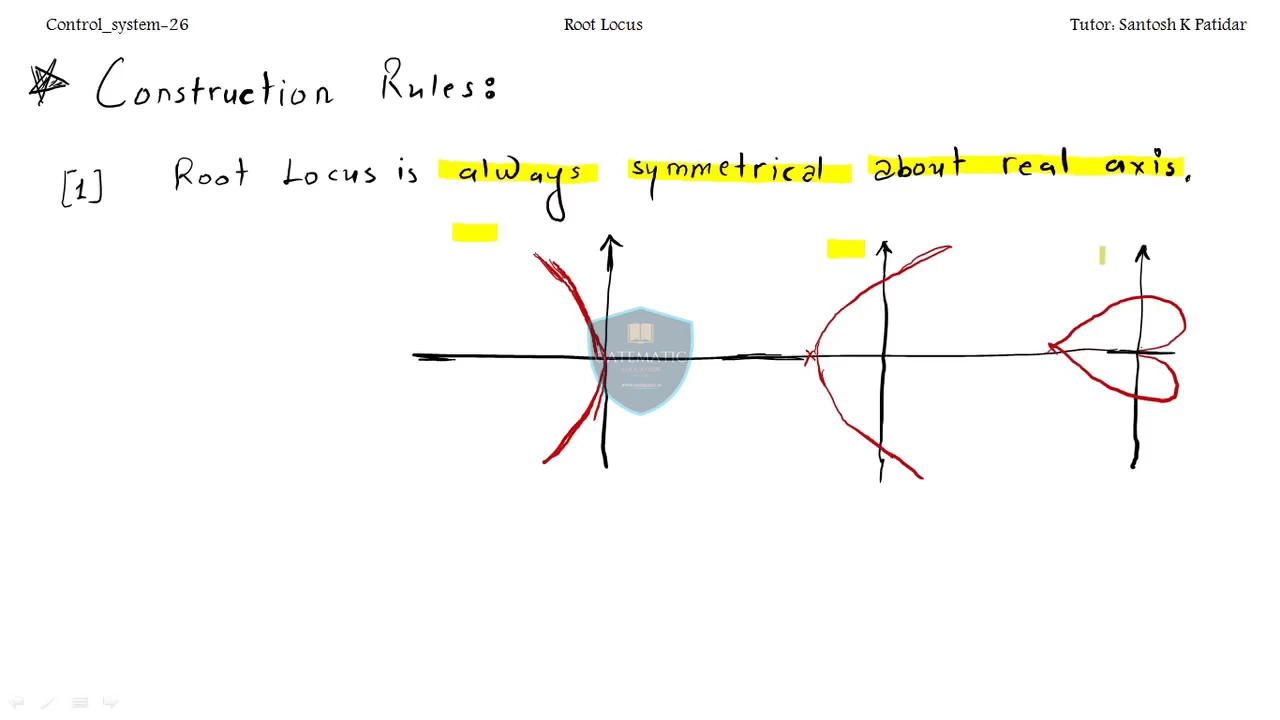 Control_system-26 Root Locus Tutor: Santosh K Patidar
Construction Rules:
[1] Root Locus is always symmetrical about real axis.